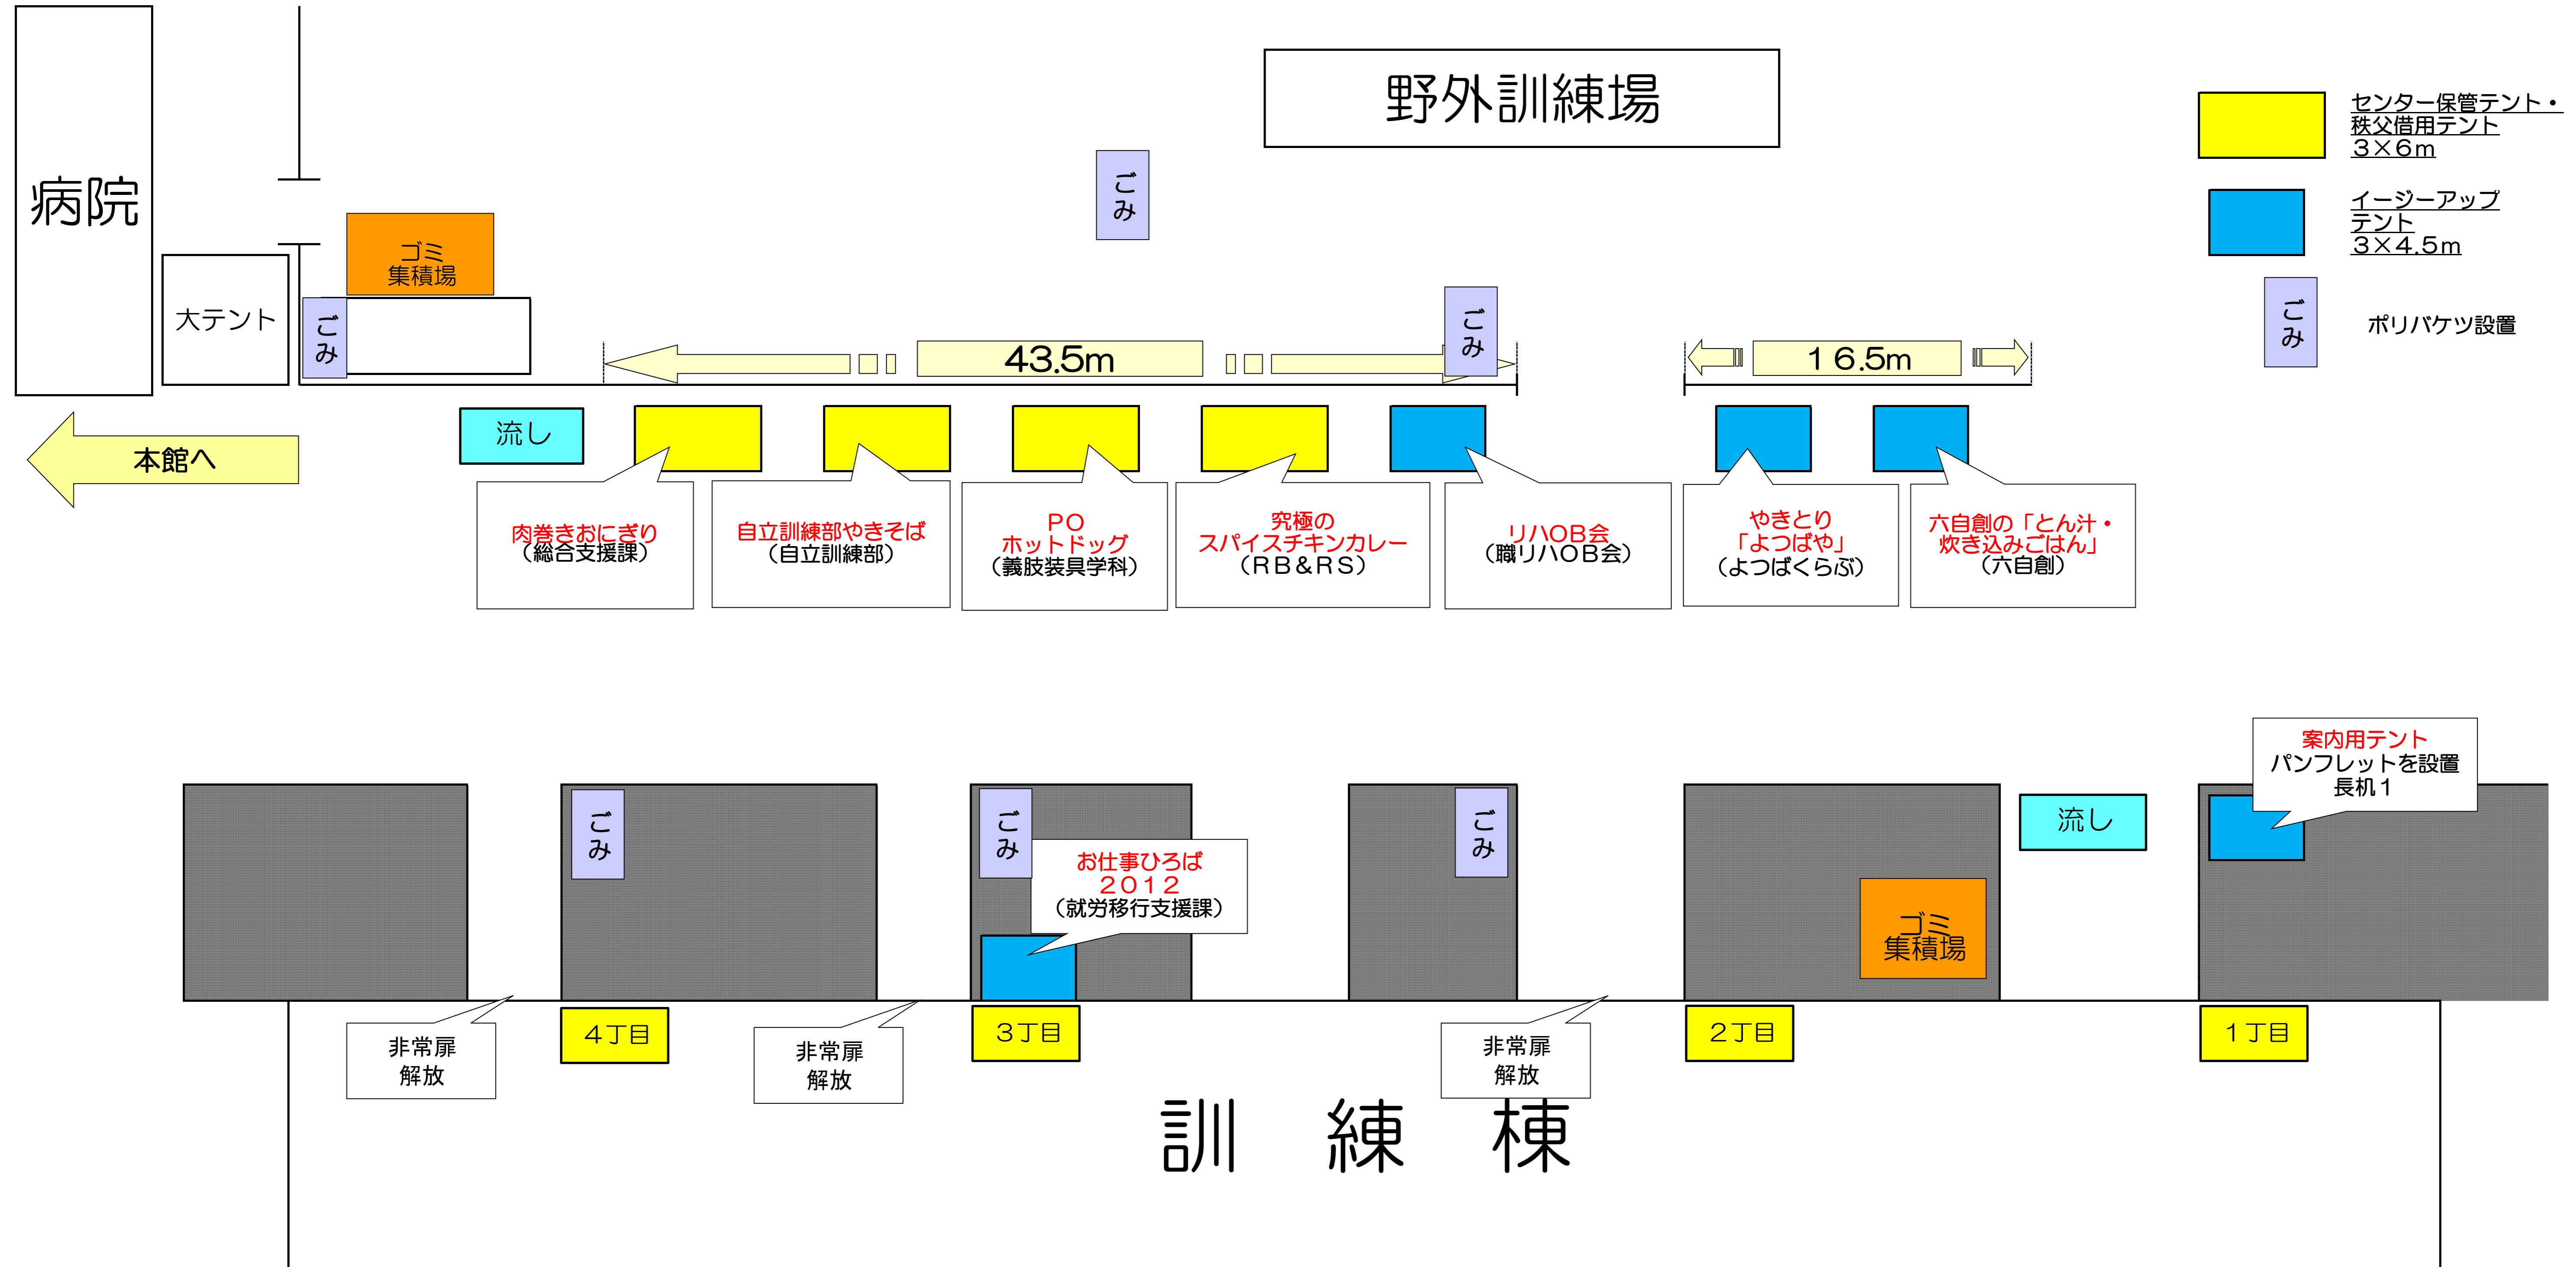 野外訓練場
病院
センター保管テント・
秩父借用テント
３×６ｍ
イージーアップ
テント
３×４.５ｍ
ごみ
ポリバケツ設置
ごみ
ゴミ
集積場
大テント
ごみ
43.5m
ごみ
１６.５m
本館へ
流し
肉巻きおにぎり
（総合支援課）
自立訓練部やきそば
（自立訓練部）
ＰＯ
ホットドッグ
（義肢装具学科）
究極の
スパイスチキンカレー
（ＲＢ＆ＲＳ）
リハＯＢ会
（職リハＯＢ会）
やきとり
「よつばや」
（よつばくらぶ）
六自創の「とん汁・
炊き込みごはん」
（六自創）
案内用テント
パンフレットを設置
長机１
ごみ
ごみ
お仕事ひろば
２０１２
（就労移行支援課）
ごみ
流し
ゴミ
集積場
非常扉
解放
４丁目
非常扉
解放
３丁目
非常扉
解放
２丁目
１丁目
訓　練　棟